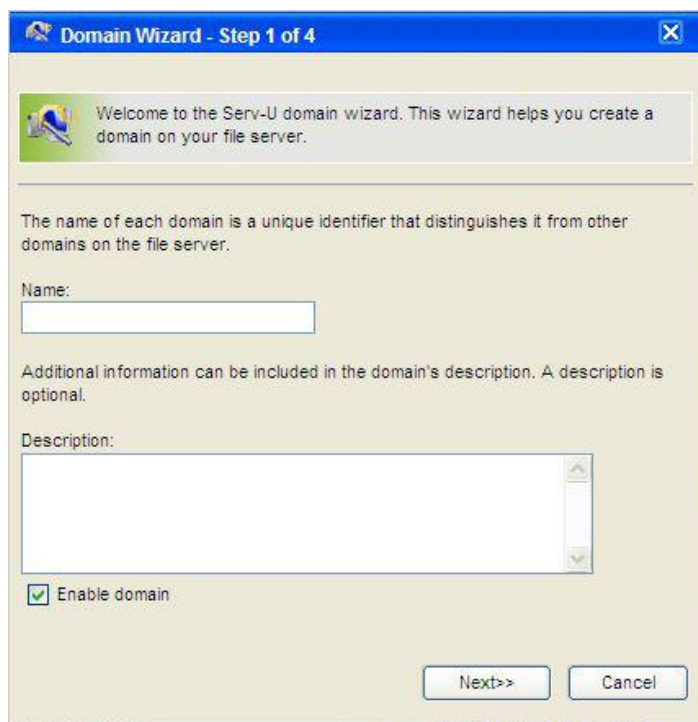 Domain Wizard - Step 1 of 4
Welcome to the Serv-U domain wizard. This wizard helps you create a
domain on your file server.
The name of each domain is a unique identifier that distinguishes it from other
domains on the file server.
Name:
Additional information can be included in the domain's description. A description is
optional.
Description:
Enable domain
Next>>
Cancel